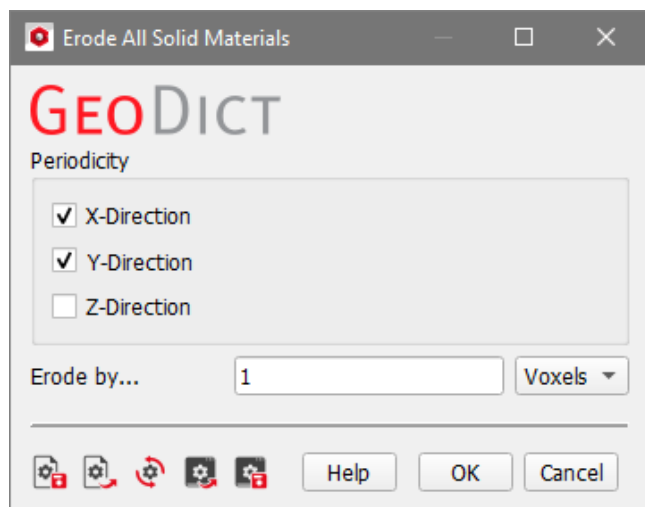 Erode All Solid Materials
GEODICT
Periodicity
X-Direction
Y-Direction
Z-Direction
Erode by... 1 Voxels
Help OK Cancel